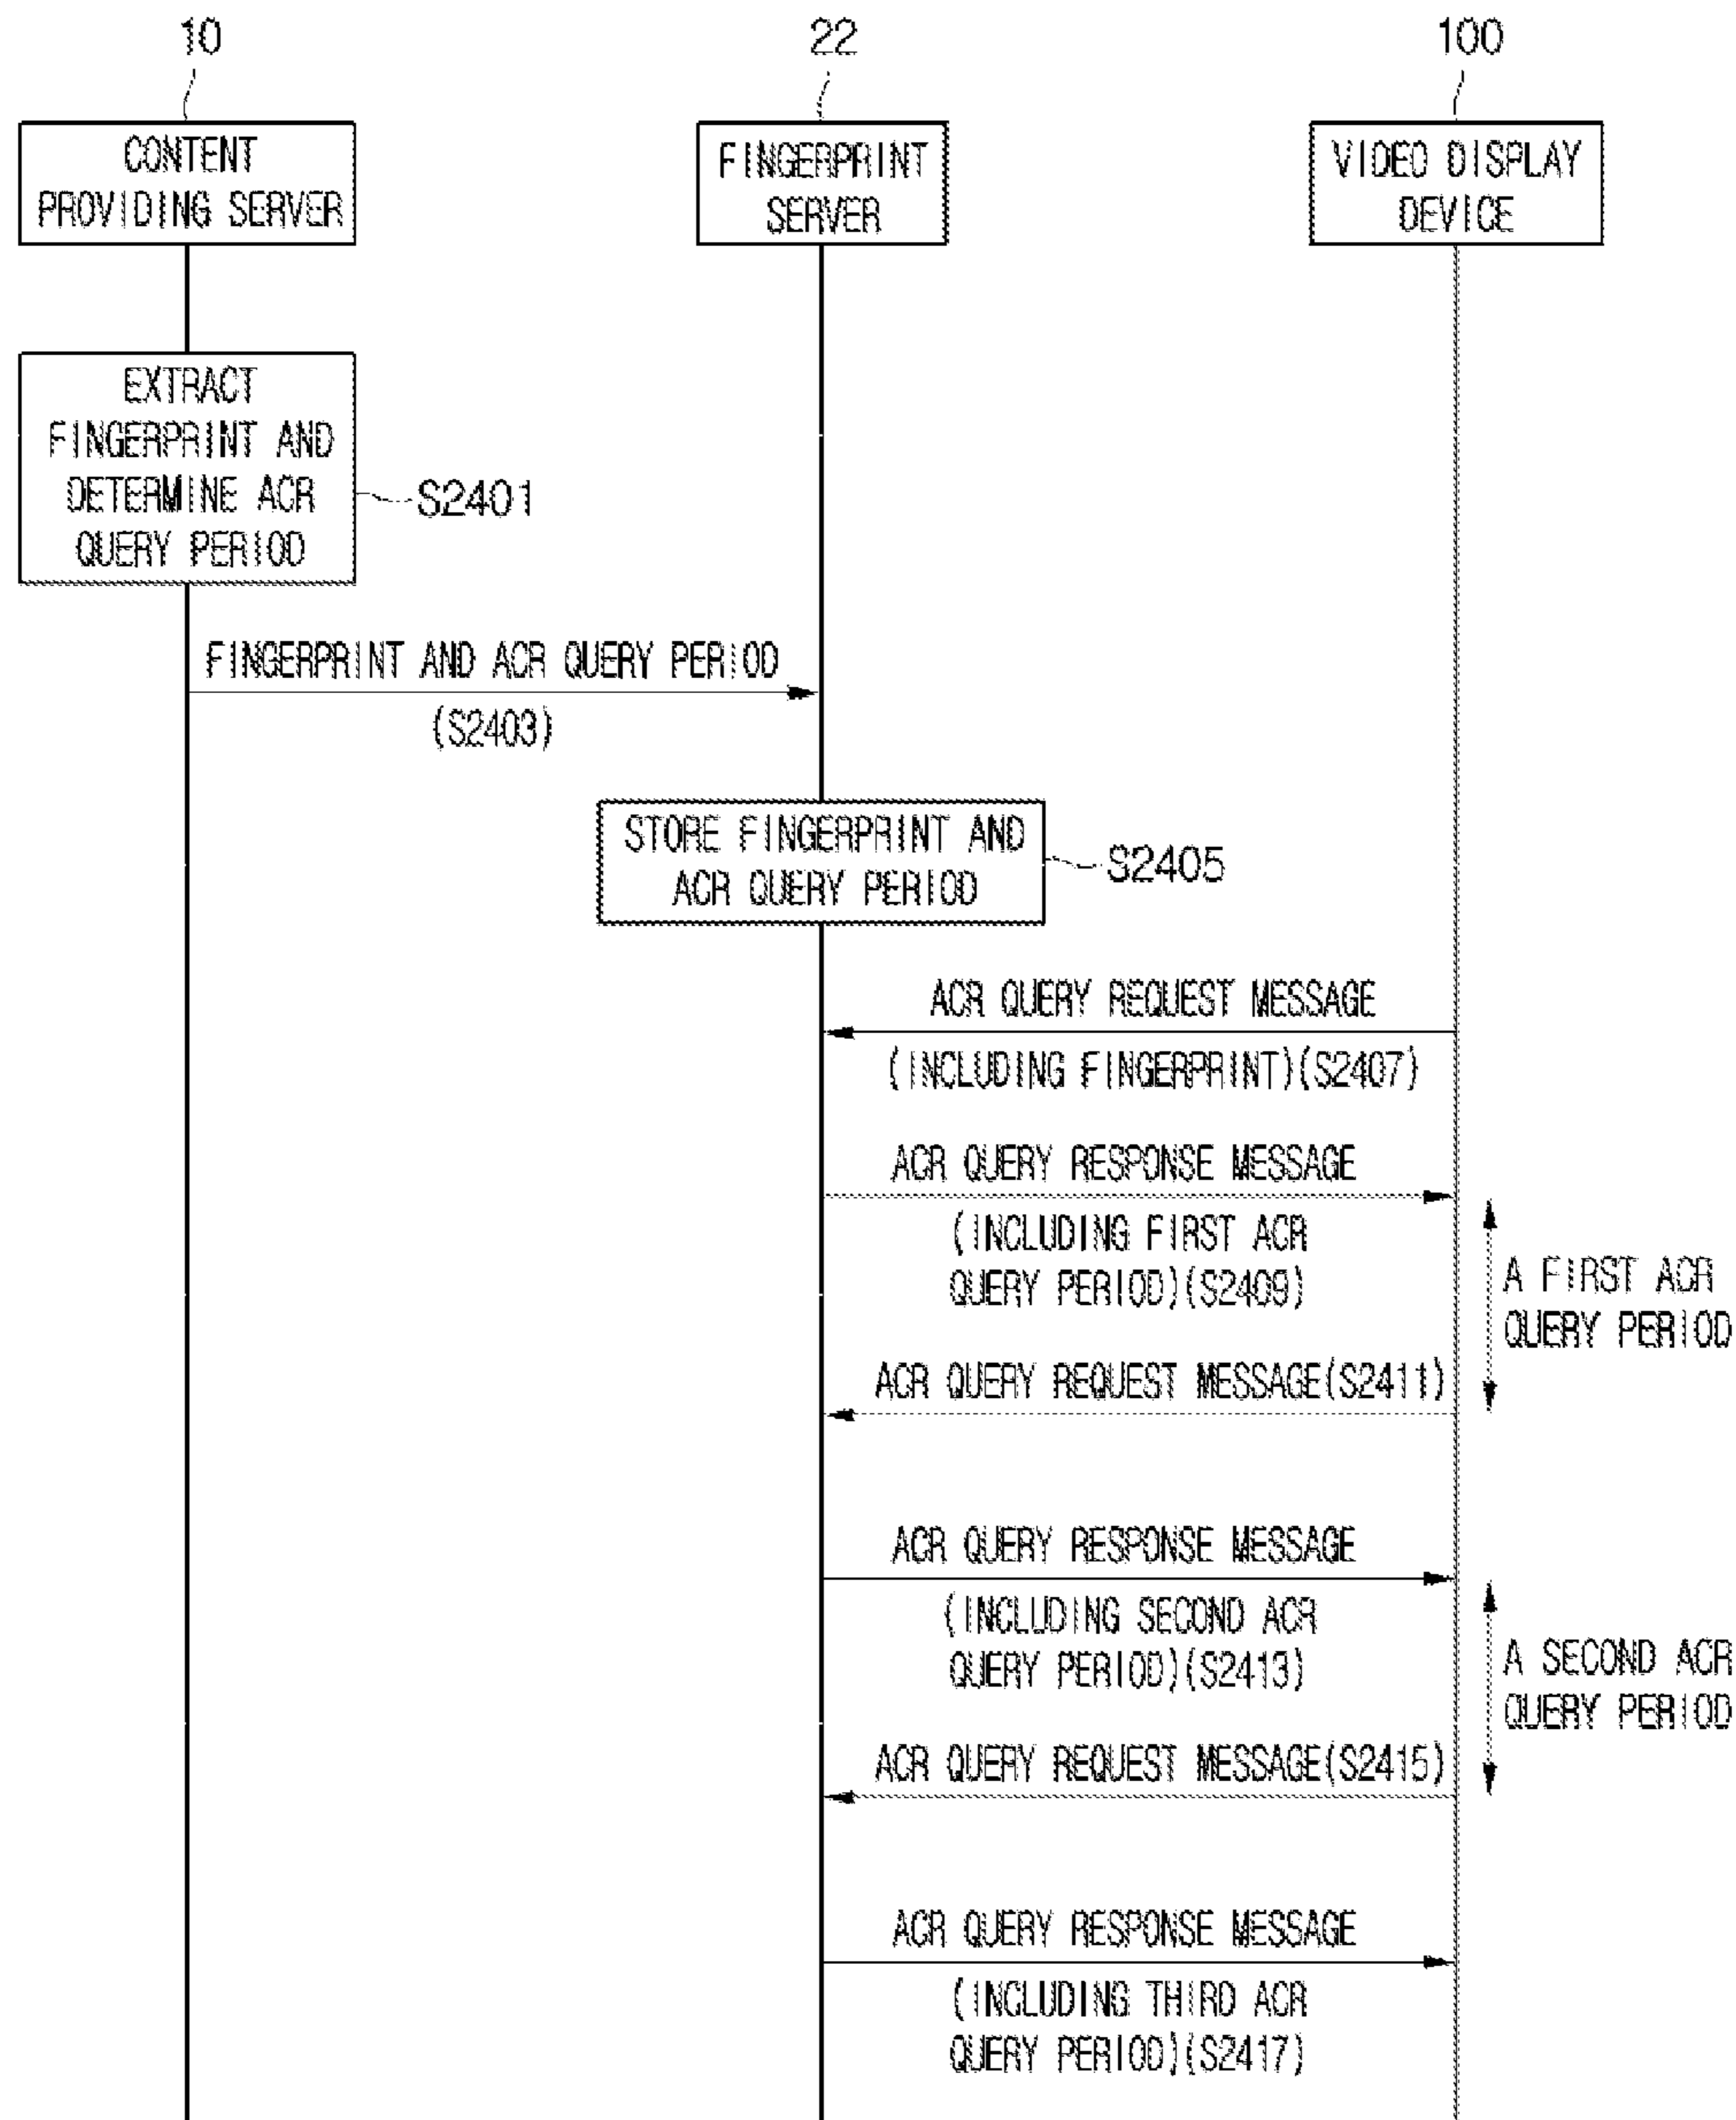 10
22
100
CONTENT
PROVIDING SERVER
FINGERPRINT
SERVER
VIDEO DISPLAY
DEVICE
EXTRACT
FINGERPRINT AND
DETERMINE ACR
QUERY PERIOD
S2401
FINGERPRINT AND ACR QUERY PERIOD
(S2403)
STORE FINGERPRINT AND
ACR QUERY PERIOD
S2405
ACR QUERY REQUEST MESSAGE
(INCLUDING FINGERPRINT)(S2407)
ACR QUERY RESPONSE MESSAGE
(INCLUDING FIRST ACR
QUERY PERIOD)(S2409)
A FIRST ACR
QUERY PERIOD
ACR QUERY REQUEST MESSAGE(S2411)
ACR QUERY RESPONSE MESSAGE
(INCLUDING SECOND ACR
QUERY PERIOD)(S2413)
A SECOND ACR
QUERY PERIOD
ACR QUERY REQUEST MESSAGE(S2415)
ACR QUERY RESPONSE MESSAGE
(INCLUDING THIRD ACR
QUERY PERIOD)(S2417)